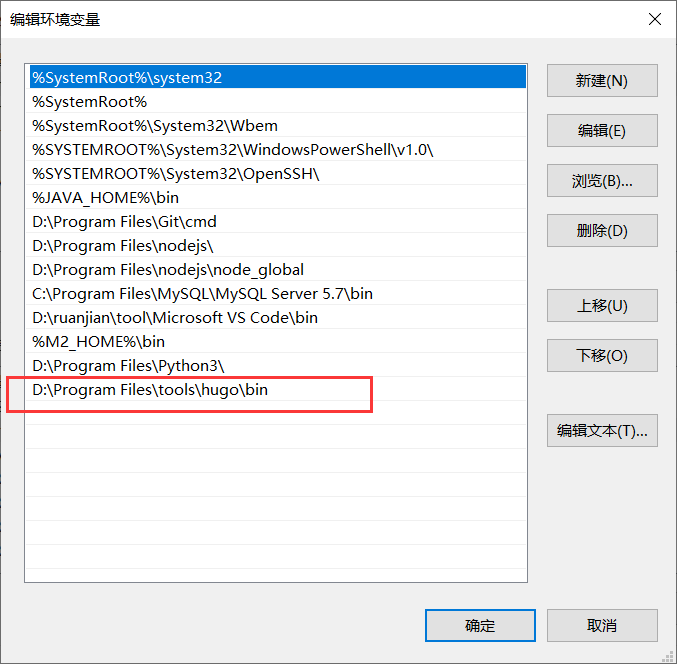 编辑环境变量
%SystemRoot%\system32
%SystemRoot%
%SystemRoot%\System32\Wbem
%SYSTEMROOT%\System32\WindowsPowerShell\v1.0\
%SYSTEMROOT%\System32\OpenSSH\
%JAVA_HOME%\bin
D:\Program Files\Git\cmd
D:\Program Files\nodejs\
D:\Program Files\nodejs\node_global
C:\Program Files\MySQL\MySQL Server 5.7\bin
D:\ruanjian\tool\Microsoft VS Code\bin
%M2_HOME%\bin
D:\Program Files\Python3\
D:\Program Files\tools\hugo\bin
新建(N)
编辑(E)
浏览(B)...
删除(D)
上移(U)
下移(O)
编辑文本(T)...
确定
取消